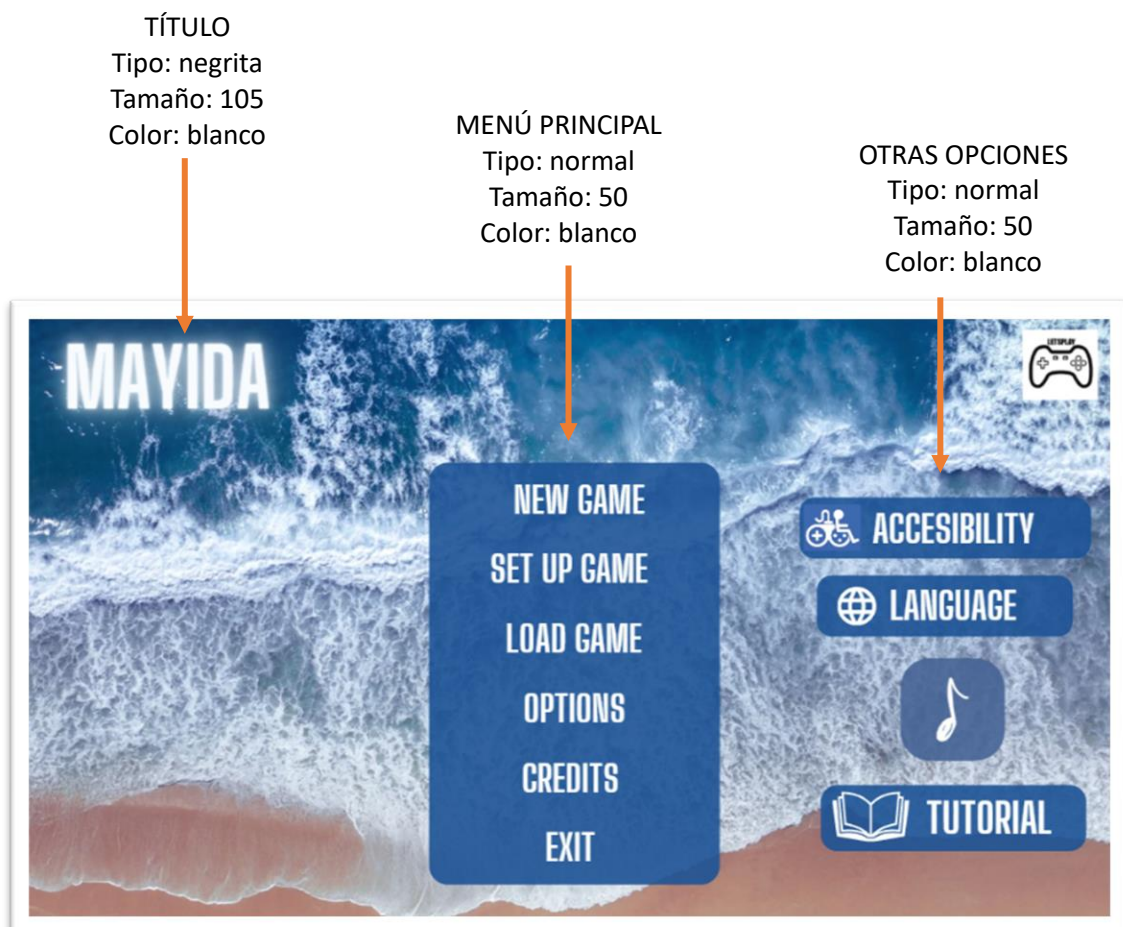 TÍTULO
Tipo: negrita
Tamaño: 105
Color: blanco
MENÚ PRINCIPAL
Tipo: normal
Tamaño: 50
Color: blanco
OTRAS OPCIONES
Tipo: normal
Tamaño: 50
Color: blanco
MAYIDA
LETSPLAY
NEW GAME
SET UP GAME
LOAD GAME
OPTIONS
CREDITS
EXIT
ACCESIBILITY
LANGUAGE
TUTORIAL